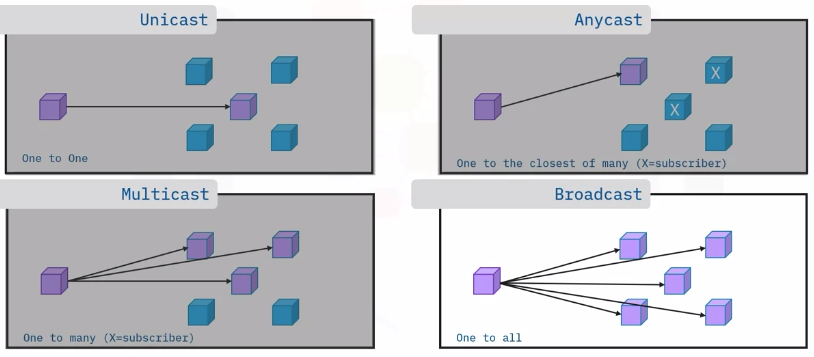 Unicast
One to One
Anycast
X
X
One to the closest of many (X=subscriber)
Multicast
One to many (X=subscriber)
Broadcast
One to all